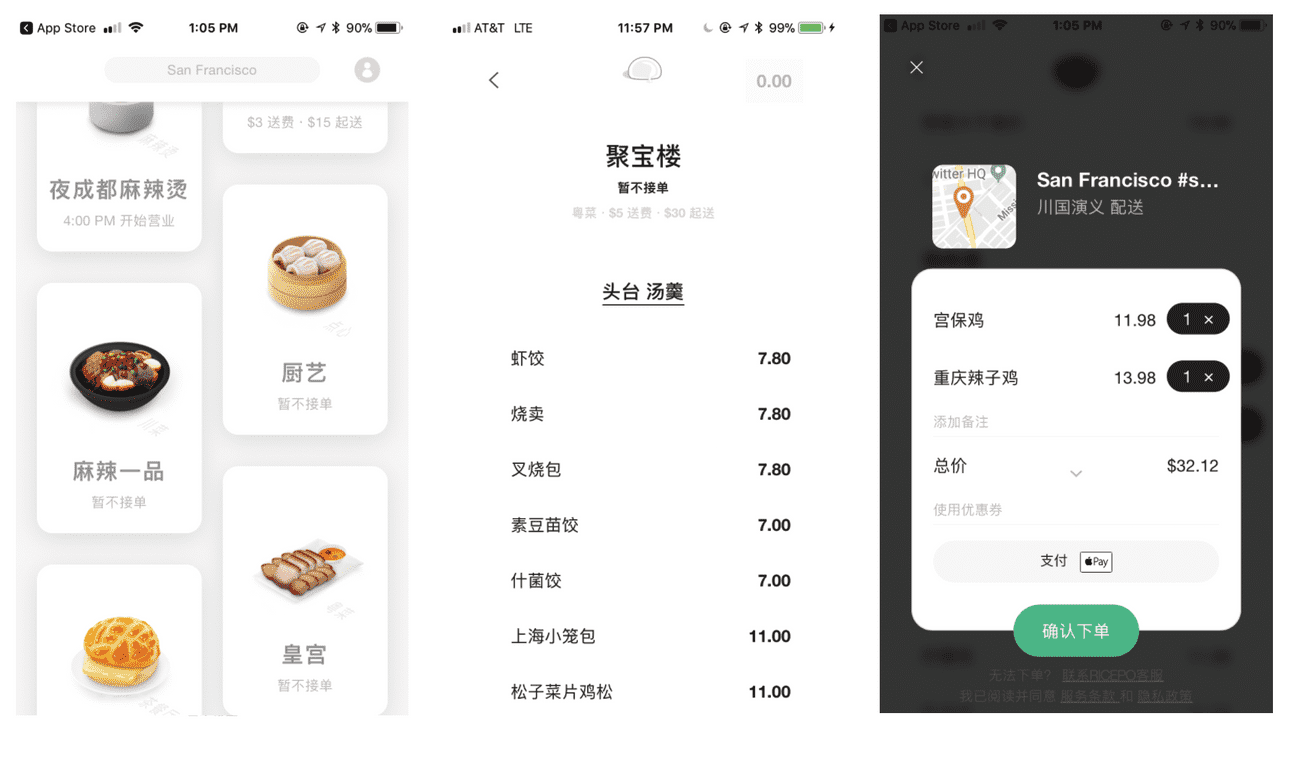 App Store
1:05 PM
90%
San Francisco
$3 送费 · $15 起送
麻辣烫
夜成都麻辣烫
4:00 PM 开始营业
点心
厨艺
暂不接单
川菜
麻辣一品
暂不接单
皇宫
暂不接单
AT&T LTE
11:57 PM
99%
0.00
聚宝楼
暂不接单
粤菜 · $5 送费 · $30 起送
头台 汤羹
虾饺 7.80
烧卖 7.80
叉烧包 7.80
素豆苗饺 7.00
什菌饺 7.00
上海小笼包 11.00
松子菜片鸡松 11.00
App Store
1:05 PM
90%
witter HQ
Missi
San Francisco #s...
川国演义 配送
宫保鸡 11.98 1 ×
重庆辣子鸡 13.98 1 ×
添加备注
总价 $32.12
使用优惠券
支付 Pay
确认下单
无法下单? 联系RICEPO客服
我已阅读并同意 服务条款 和 隐私政策